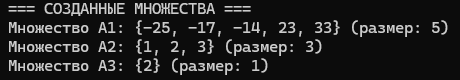 === СОЗДАННЫЕ МНОЖЕСТВА ===
Множество A1: {-25, -17, -14, 23, 33} (размер: 5)
Множество A2: {1, 2, 3} (размер: 3)
Множество A3: {2} (размер: 1)